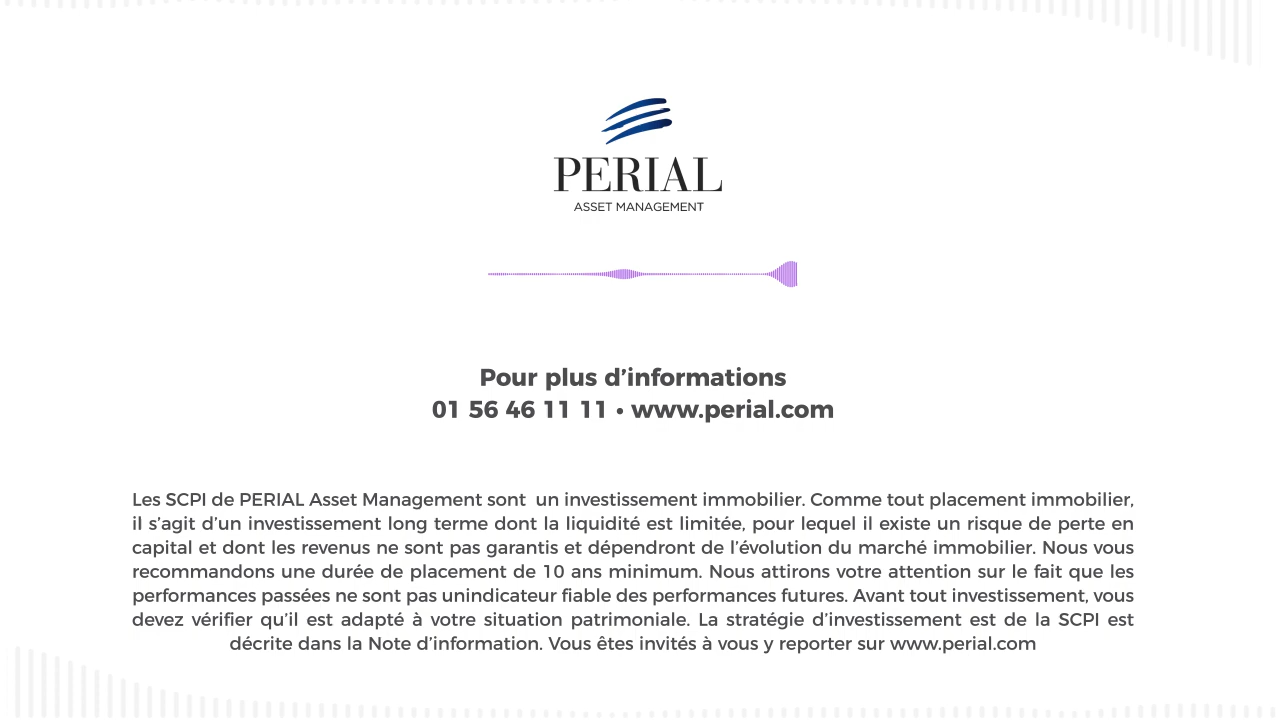 PERIAL
ASSET MANAGEMENT
Pour plus d’informations
01 56 46 11 11 • www.perial.com
Les SCPI de PERIAL Asset Management sont  un investissement immobilier. Comme tout placement immobilier,
il s’agit d’un investissement long terme dont la liquidité est limitée, pour lequel il existe un risque de perte en
capital et dont les revenus ne sont pas garantis et dépendront de l’évolution du marché immobilier. Nous vous
recommandons une durée de placement de 10 ans minimum. Nous attirons votre attention sur le fait que les
performances passées ne sont pas unindicateur fiable des performances futures. Avant tout investissement, vous
devez vérifier qu’il est adapté à votre situation patrimoniale. La stratégie d’investissement est de la SCPI est
décrite dans la Note d’information. Vous êtes invités à vous y reporter sur www.perial.com